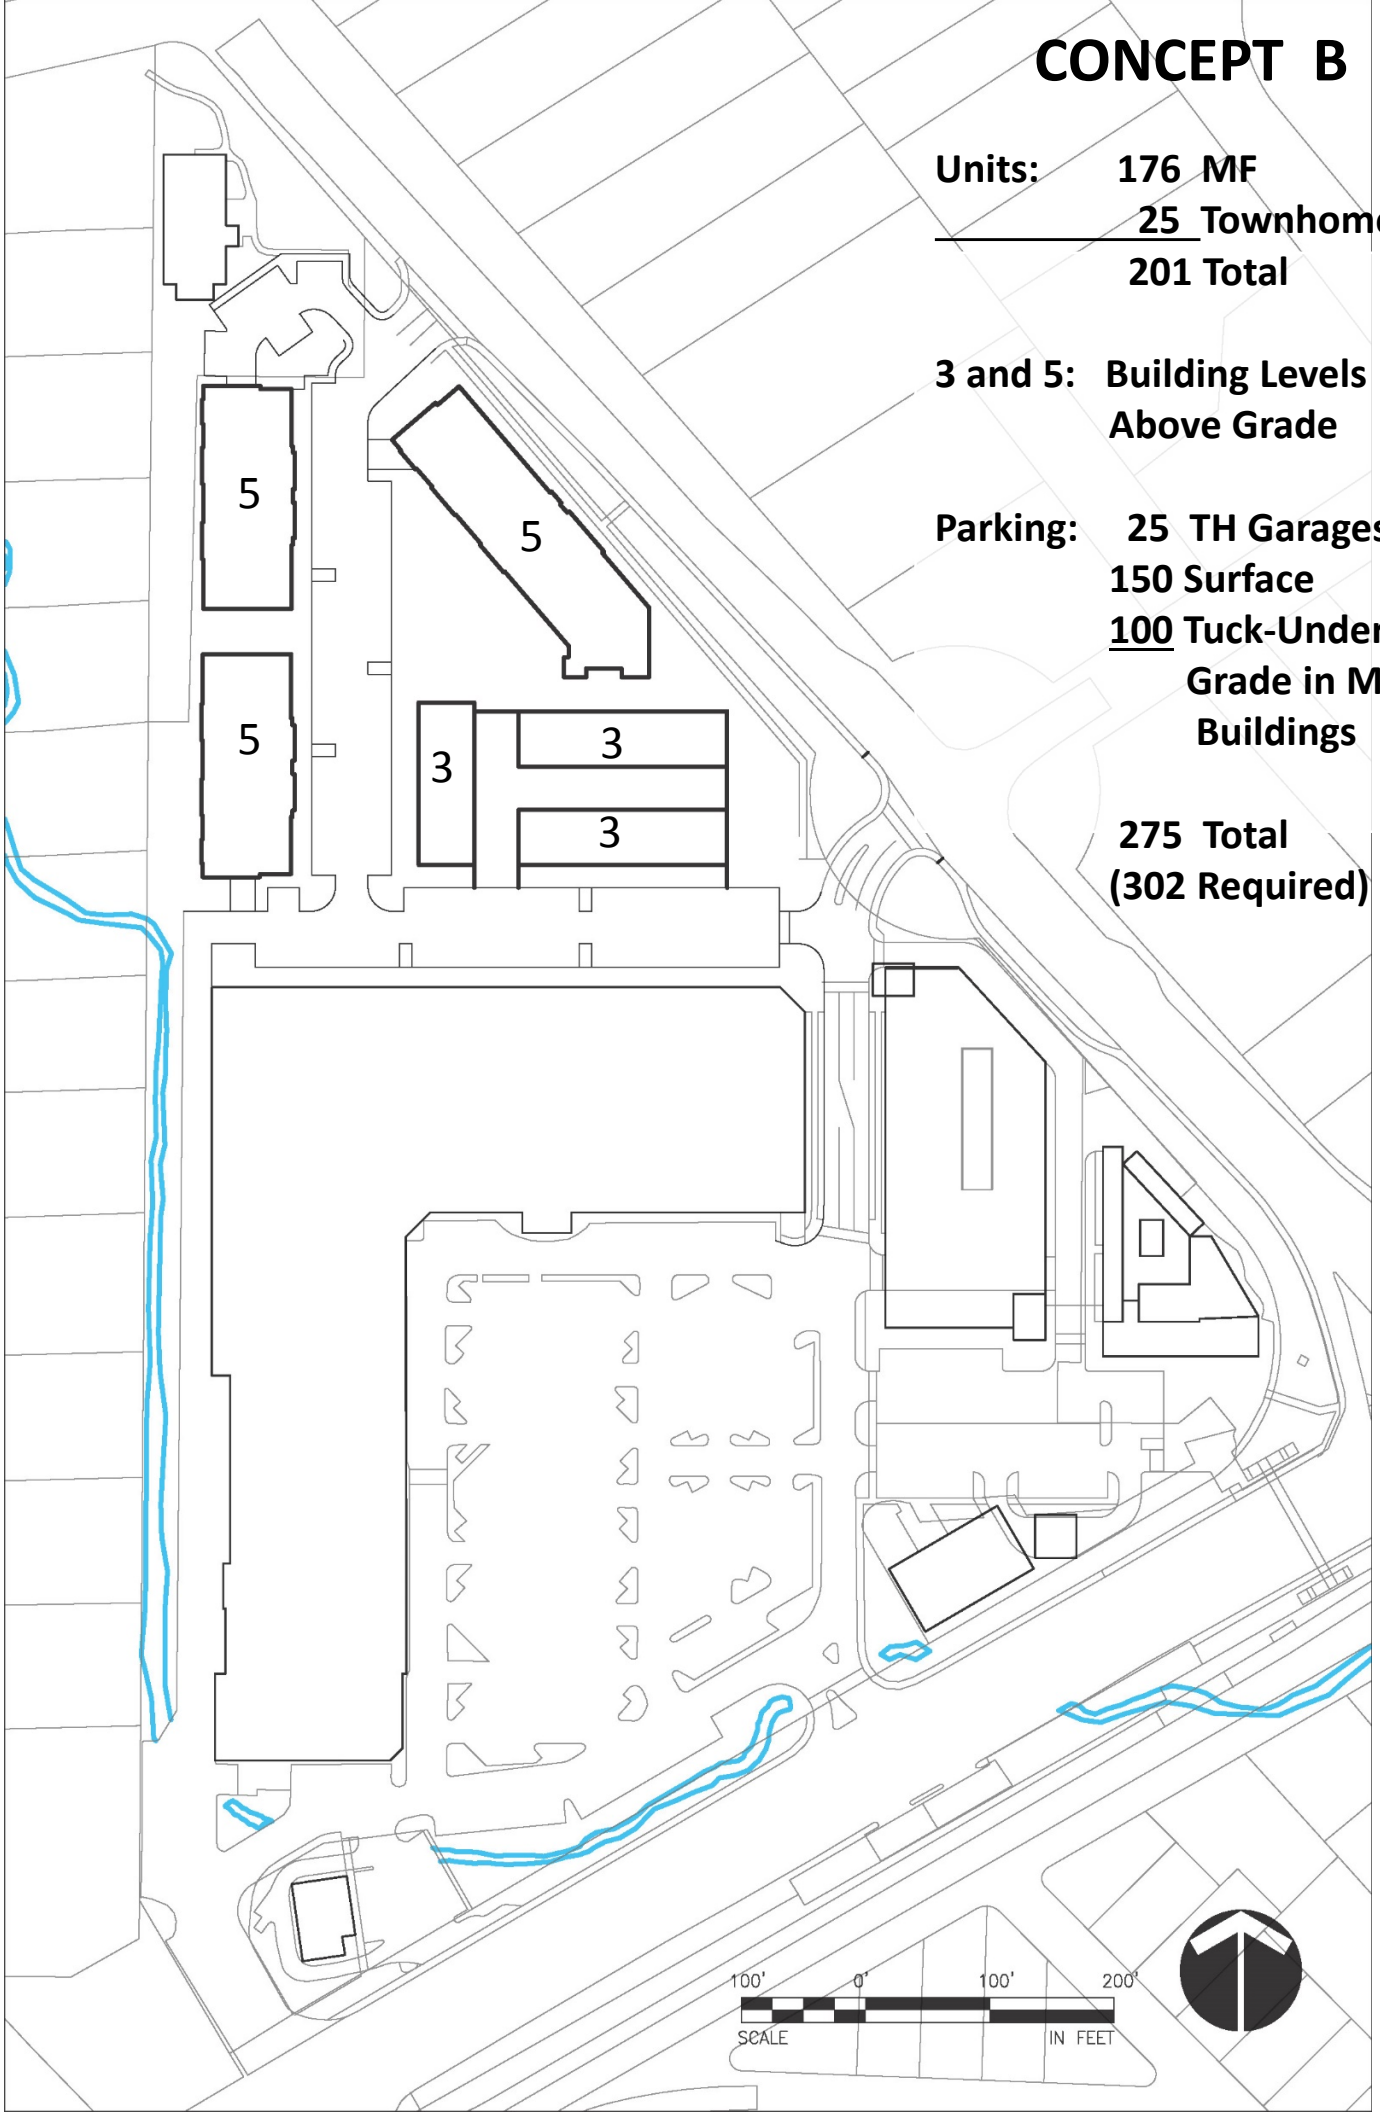 CONCEPT B
Units: 176 MF
25 Townhome
201 Total
3 and 5: Building Levels
Above Grade
Parking: 25 TH Garages
150 Surface
100 Tuck-Under
Grade in M
Buildings
275 Total
(302 Required)
5
5
5
3
3
3
100' 0' 100' 200'
SCALE IN FEET